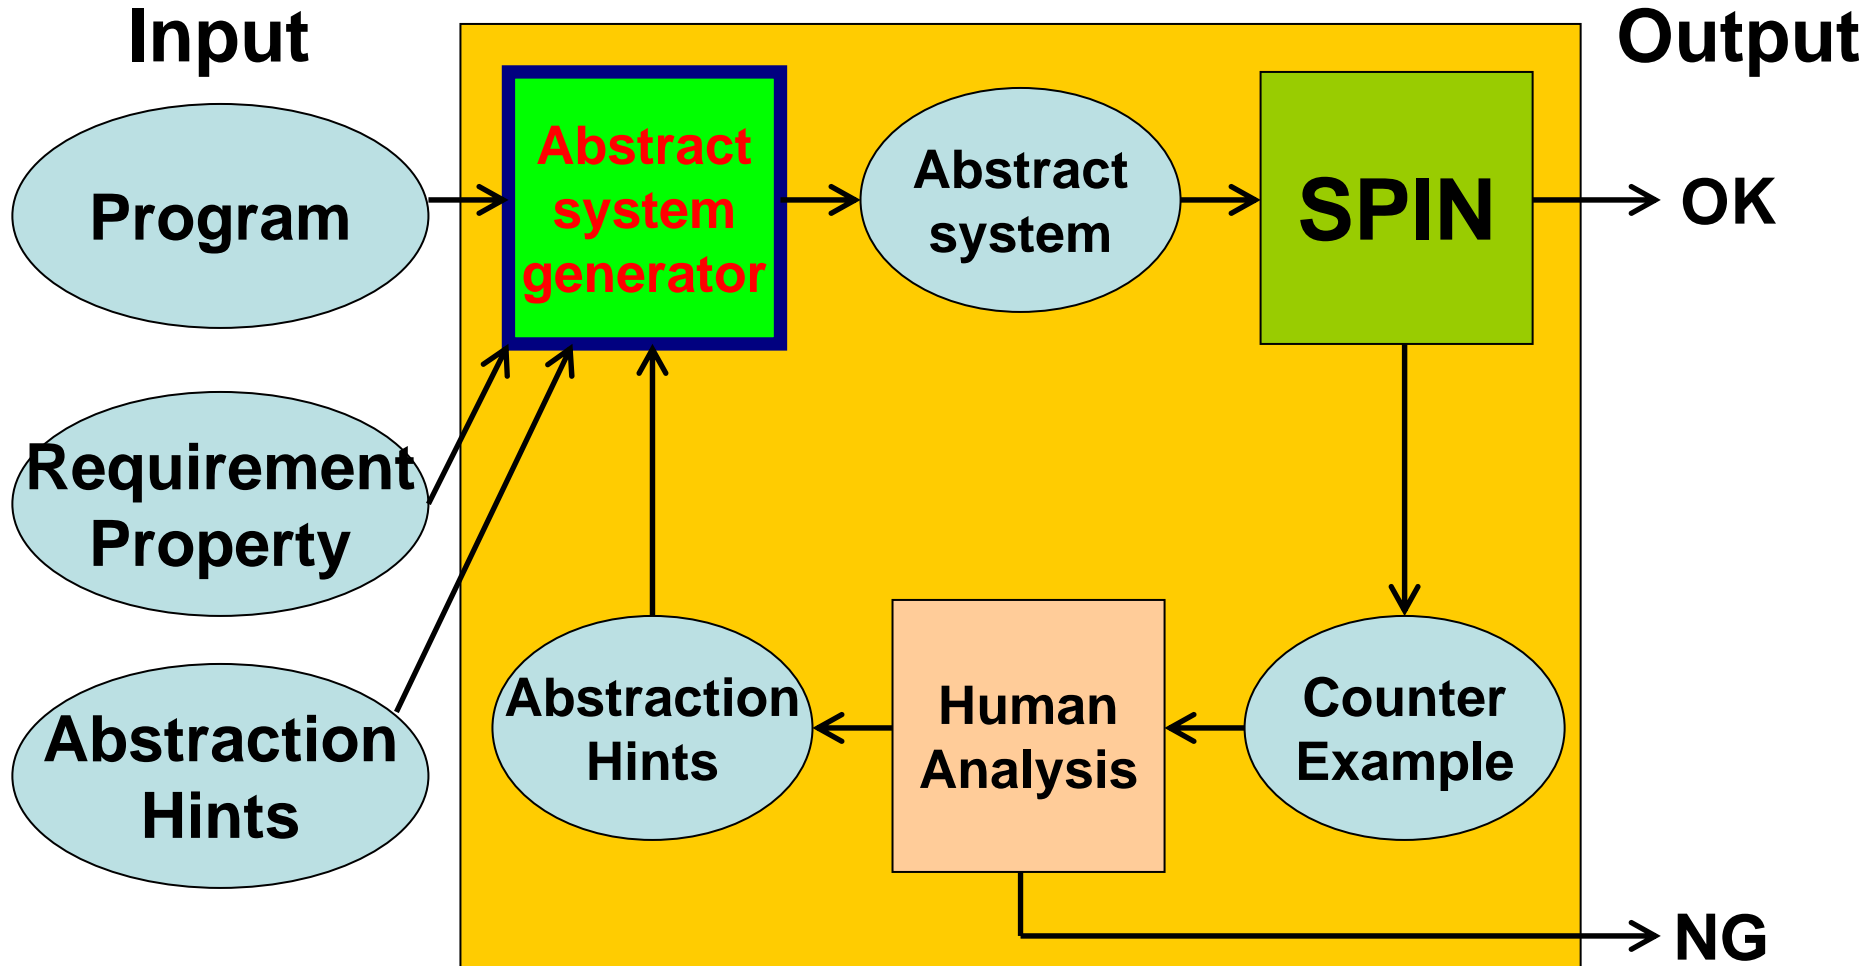 Input
Output
Program
Abstract
system
generator
Abstract
system
SPIN
OK
Requirement
Property
Abstraction
Hints
Abstraction
Hints
Human
Analysis
Counter
Example
NG